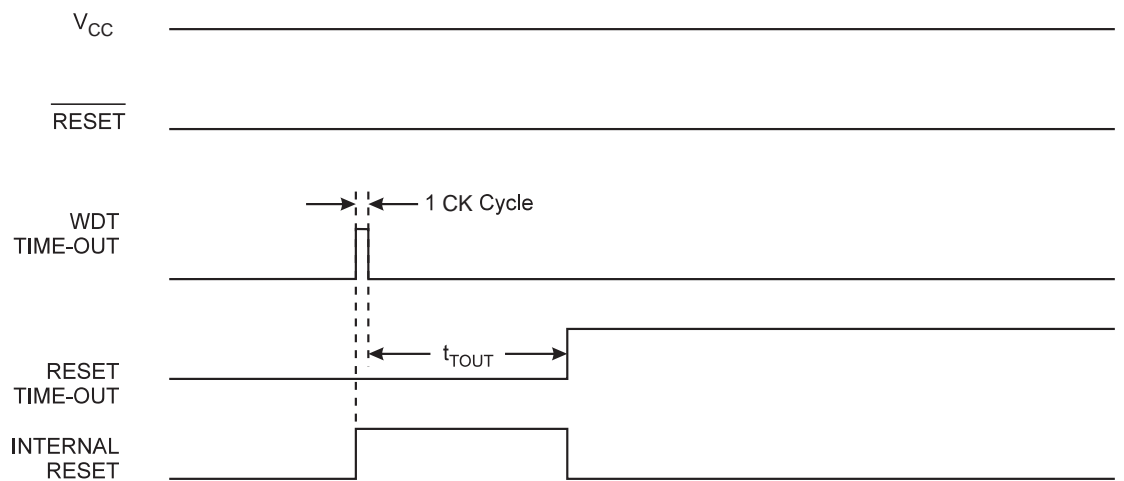 VCC
RESET
1 CK Cycle
WDT
TIME-OUT
tTOUT
RESET
TIME-OUT
INTERNAL
RESET